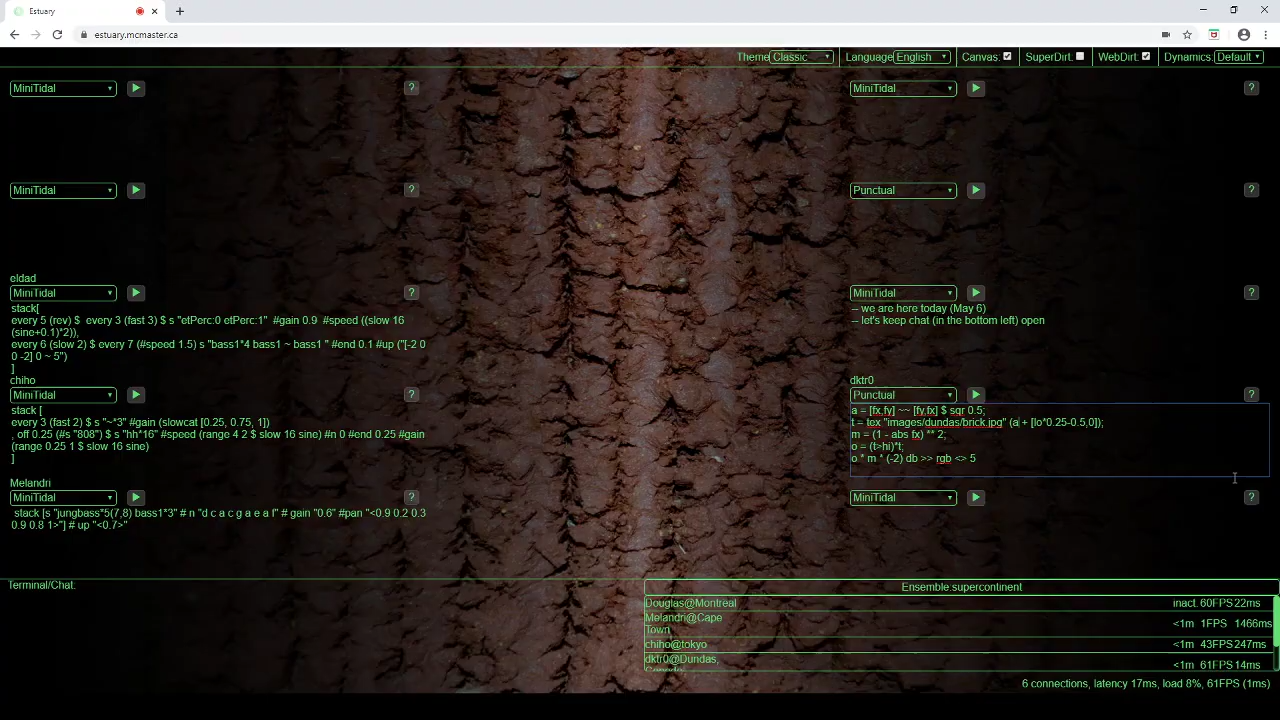 Estuary
estuary.mcmaster.ca
Theme Classic Language English Canvas: SuperDirt: WebDirt: Dynamics: Default
MiniTidal ?
MiniTidal ?
MiniTidal ?
Punctual ?
eldad
MiniTidal ?
stack[
every 5 (rev) $  every 3 (fast 3) $ s "etPerc:0 etPerc:1"  #gain 0.9  #speed ((slow 16
(sine+0.1)*2)),
every 6 (slow 2) $ every 7 (#speed 1.5) s "bass1*4 bass1 ~ bass1 " #end 0.1 #up ("[-2 0
0 -2] 0 ~ 5")
]
MiniTidal ?
-- we are here today (May 6)
-- let's keep chat (in the bottom left) open
chiho
MiniTidal ?
stack [
every 3 (fast 2) $ s "~*3" #gain (slowcat [0.25, 0.75, 1])
, off 0.25 (#s "808") $ s "hh*16" #speed (range 4 2 $ slow 16 sine) #n 0 #end 0.25 #gain
(range 0.25 1 $ slow 16 sine)
]
dktr0
Punctual ?
a = [fx,fy] ~~ [fy,fx] $ sqr 0.5;
t = tex "images/dundas/brick.jpg" (a + [lo*0.25-0.5,0]);
m = (1 - abs fx) ** 2;
o = (t>hi)*t;
o * m * (-2) db >> rgb <> 5
Melandri
MiniTidal ?
stack [s "jungbass*5(7,8) bass1*3" # n "d c a c g a e a f" # gain "0.6" #pan "<0.9 0.2 0.3
0.9 0.8 1>"] # up "<0.7>"
MiniTidal ?
Terminal/Chat:
Ensemble:supercontinent
Douglas@Montréal inact. 60FPS 22ms
Melandri@Cape
Town <1m 1FPS 1466ms
chiho@tokyo <1m 43FPS 247ms
dktr0@Dundas,
Canada <1m 61FPS 14ms
6 connections, latency 17ms, load 8%, 61FPS (1ms)